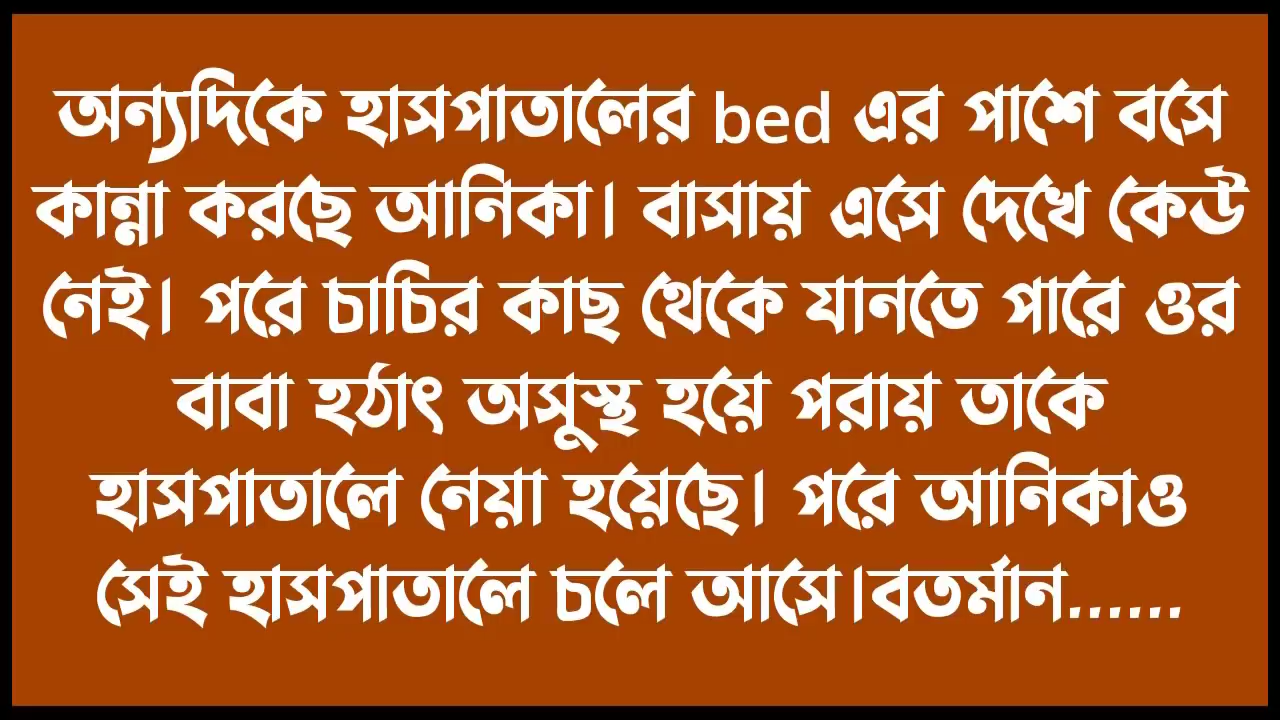 অন্যদিকে হাসপাতালের bed এর পাশে বসে
কান্না করছে আনিকা। বাসায় এসে দেখে কেউ
নেই। পরে চাচির কাছ থেকে যানতে পারে ওর
বাবা হঠাৎ অসুস্থ হয়ে পরায় তাকে
হাসপাতালে নেয়া হয়েছে। পরে আনিকাও
সেই হাসপাতালে চলে আসে।বতর্মান......